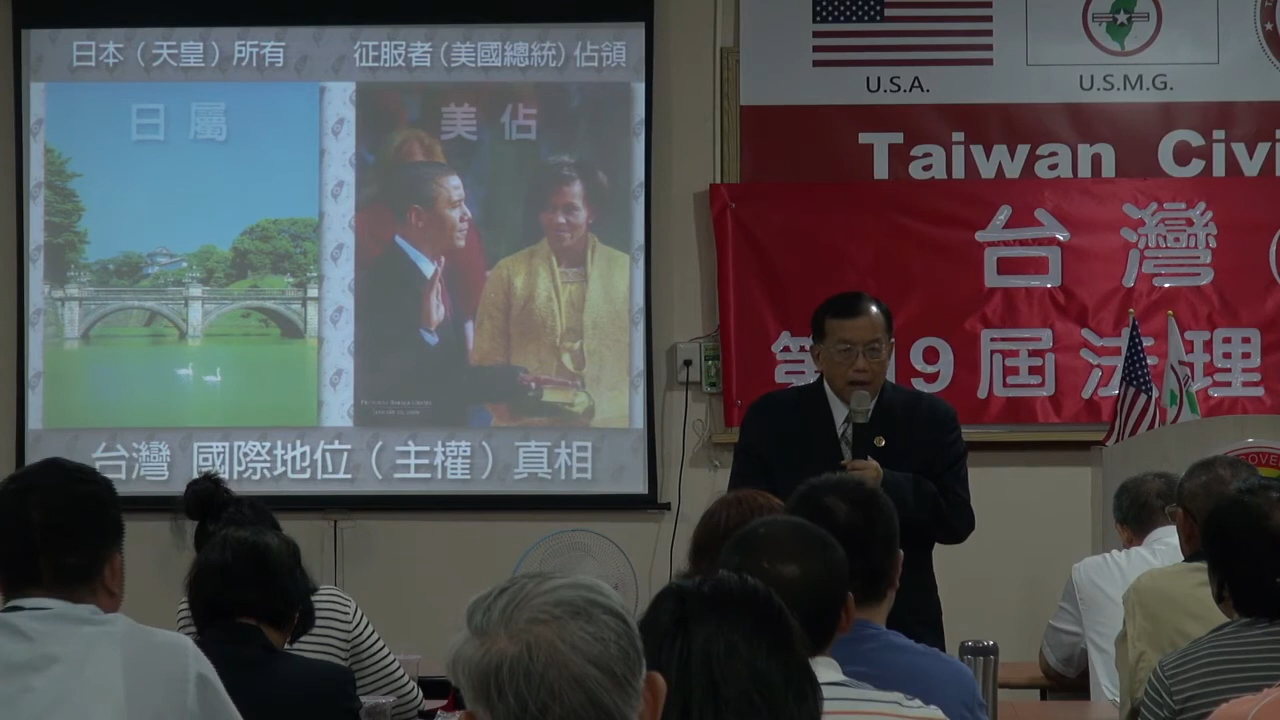 日本（天皇）所有
征服者（美國總統）佔領
日屬
美佔
台灣 國際地位（主權）真相
U.S.A.
U.S.M.G.
Taiwan Civi
台灣
第19屆法理
GOVE